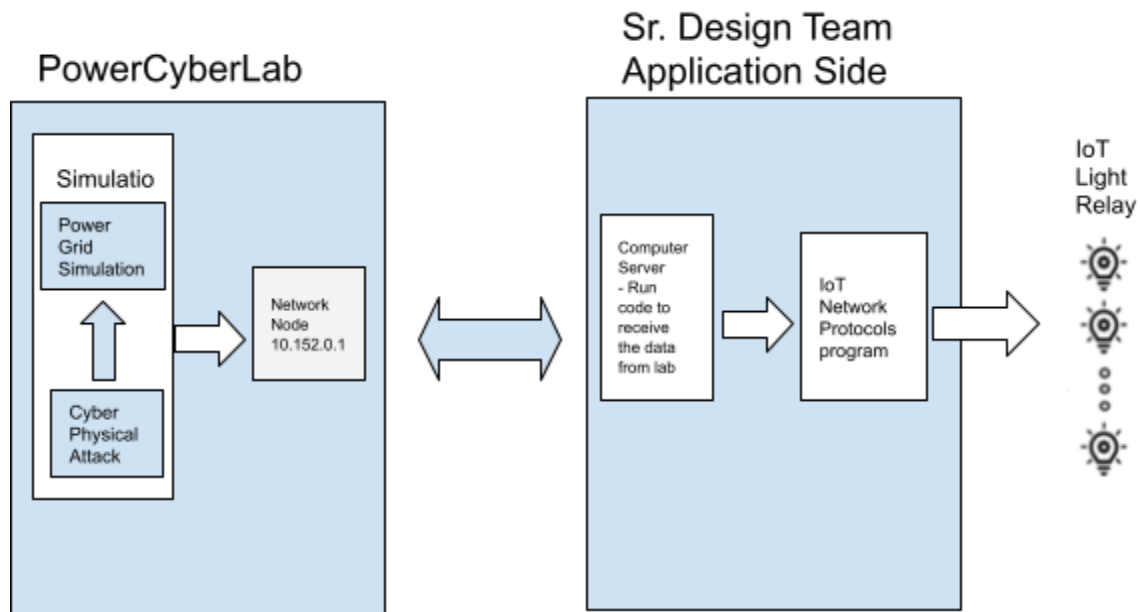 PowerCyberLab
Sr. Design Team
Application Side
Simulatio
Power
Grid
Simulation
Cyber
Physical
Attack
Network
Node
10.152.0.1
Computer
Server
- Run
code to
receive
the data
from lab
IoT
Network
Protocols
program
IoT
Light
Relay